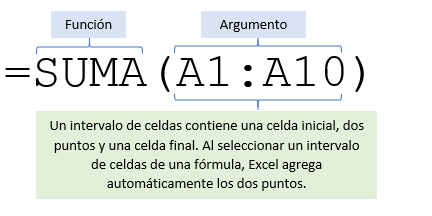 Función Argumento
=SUMA(A1:A10)
Un intervalo de celdas contiene una celda inicial, dos
puntos y una celda final. Al seleccionar un intervalo
de celdas de una fórmula, Excel agrega
automáticamente los dos puntos.